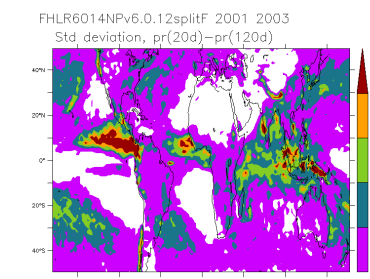 FHLR6014NPv6.0.12splitF 2001 2003
Std deviation, pr(20d)−pr(120d)
40°N
20°N
0°
20°S
40°S